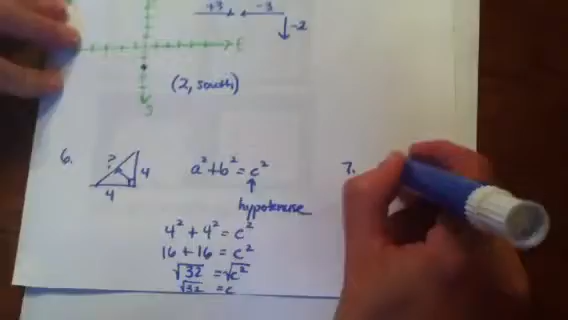 +3 -3
-2
E
(2, south)
S
6. ? 4 a² + b² = c² 7.
4
hypotenuse
4² + 4² = c²
16 + 16 = c²
√32 = √c²
√32 = c